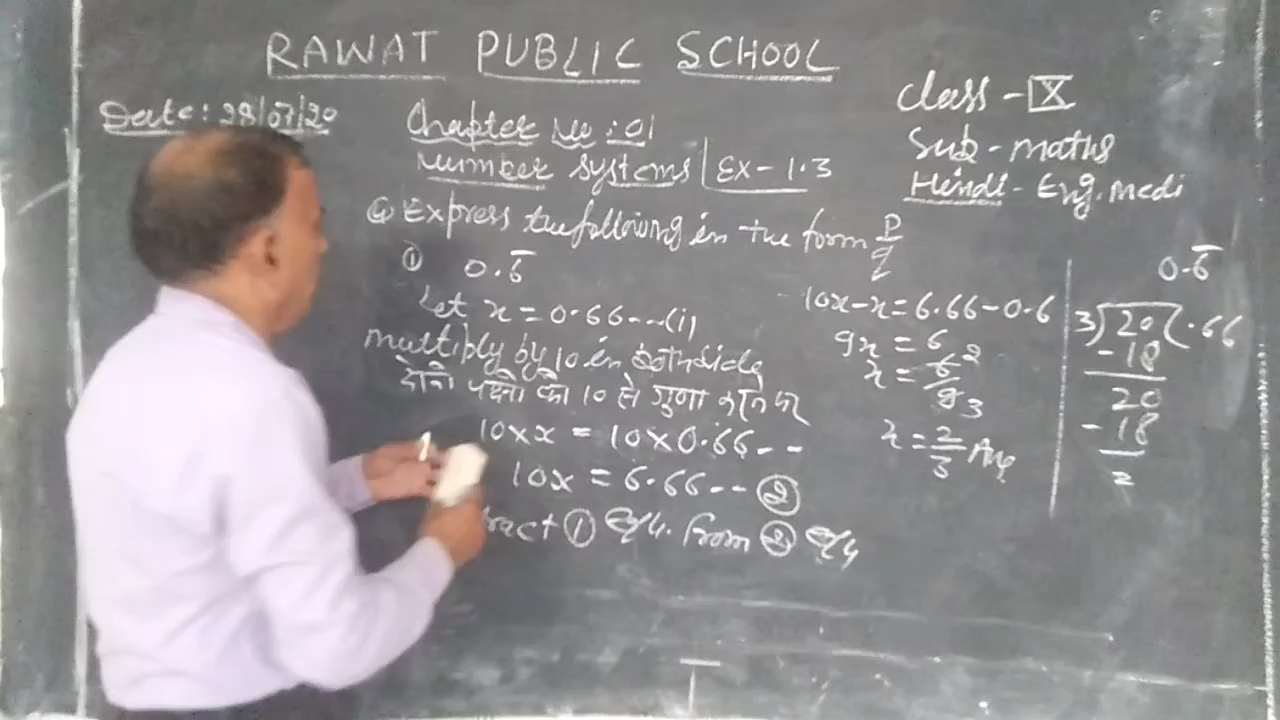 RAWAT PUBLIC SCHOOL
Date: 28/07/20
Chapter No: 01
Number Systems | Ex-1.3
Class - IX
Sub - maths
Hindi - Eng. Medi
Q Express the following in the form p/q
① 0.6̅
Let x = 0.66---(i)
multiply by 10 in both side
दोनो पक्षो को 10 से गुणा करने पर
10×x = 10×0.66--
10x = 6.66-- ②
ract ① eq. from ② eq
10x-x = 6.66-0.6
9x = 6
x = 6/9 2 3
x = 2/3 Ans
0.6̅
3)20(.66
-18
20
-18
2